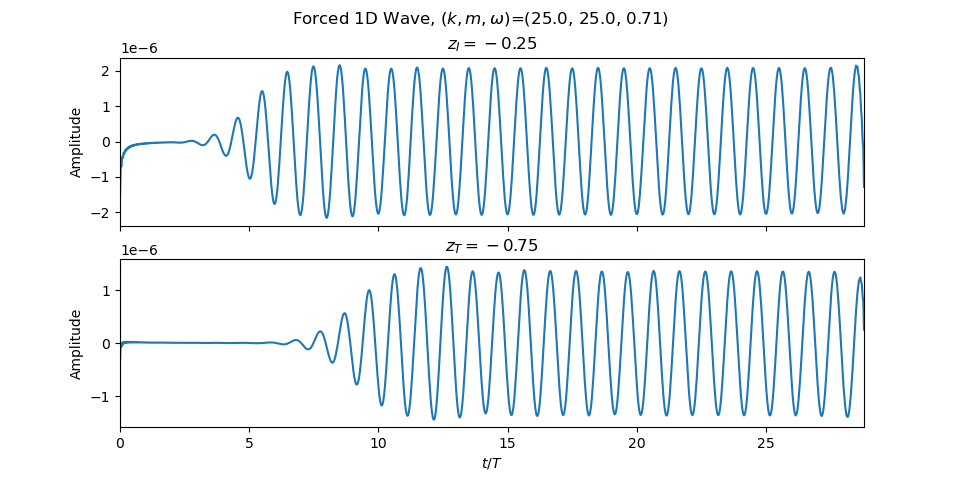 Forced 1D Wave, (k, m, ω)=(25.0, 25.0, 0.71)
z_I = −0.25
1e−6
2
1
0
−1
−2
Amplitude
z_T = −0.75
1e−6
1
0
−1
Amplitude
0 5 10 15 20 25
t/T